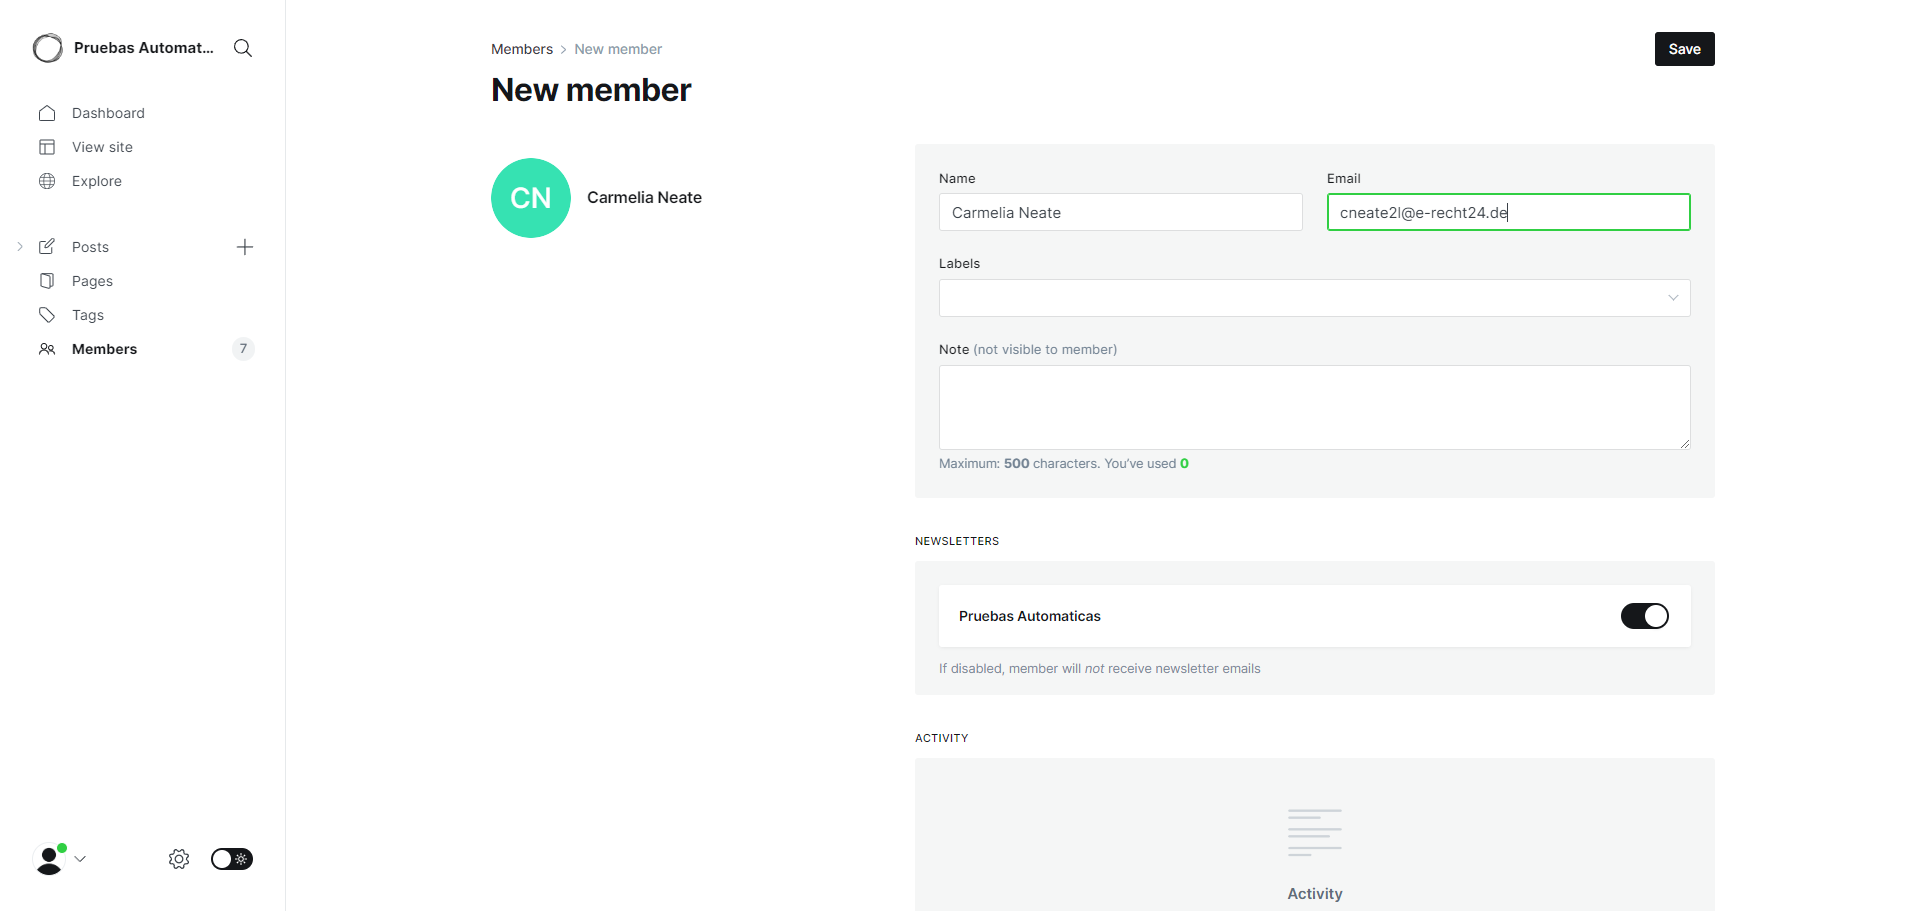 Pruebas Automat...
Dashboard
View site
Explore
Posts
Pages
Tags
Members 7
Members > New member
Save
New member
CN
Carmelia Neate
Name
Carmelia Neate
Email
cneate2l@e-recht24.de
Labels
Note (not visible to member)
Maximum: 500 characters. You've used 0
NEWSLETTERS
Pruebas Automaticas
If disabled, member will not receive newsletter emails
ACTIVITY
Activity